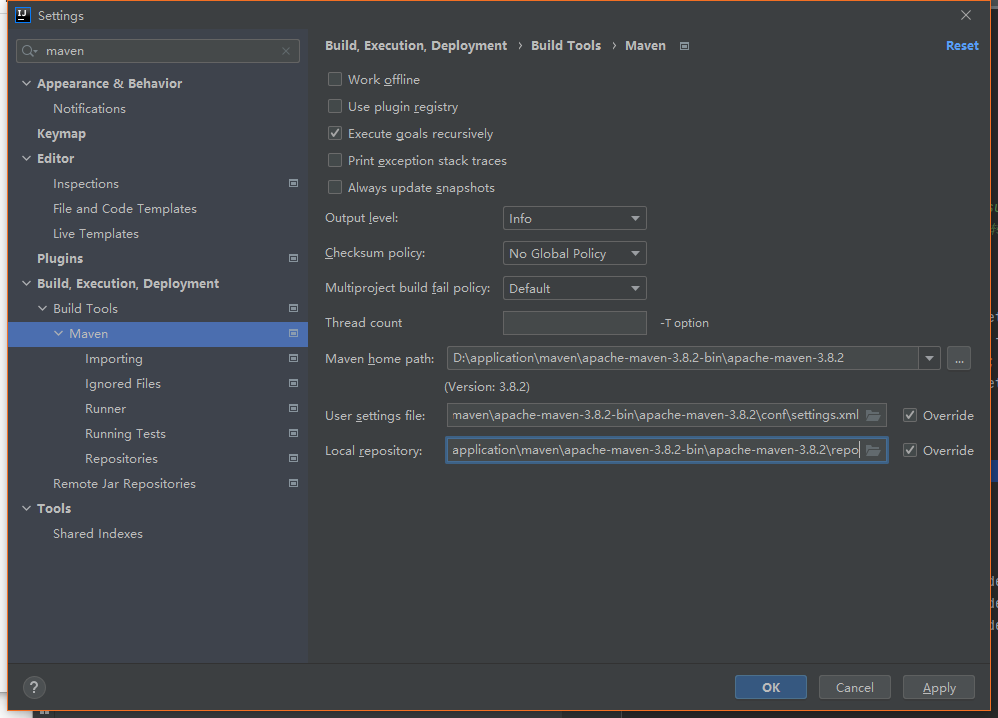 Settings
maven
Appearance & Behavior
Notifications
Keymap
Editor
Inspections
File and Code Templates
Live Templates
Plugins
Build, Execution, Deployment
Build Tools
Maven
Importing
Ignored Files
Runner
Running Tests
Repositories
Remote Jar Repositories
Tools
Shared Indexes
Build, Execution, Deployment › Build Tools › Maven
Reset
Work offline
Use plugin registry
Execute goals recursively
Print exception stack traces
Always update snapshots
Output level: Info
Checksum policy: No Global Policy
Multiproject build fail policy: Default
Thread count -T option
Maven home path: D:\application\maven\apache-maven-3.8.2-bin\apache-maven-3.8.2 ...
(Version: 3.8.2)
User settings file: maven\apache-maven-3.8.2-bin\apache-maven-3.8.2\conf\settings.xml Override
Local repository: application\maven\apache-maven-3.8.2-bin\apache-maven-3.8.2\repo Override
? OK Cancel Apply